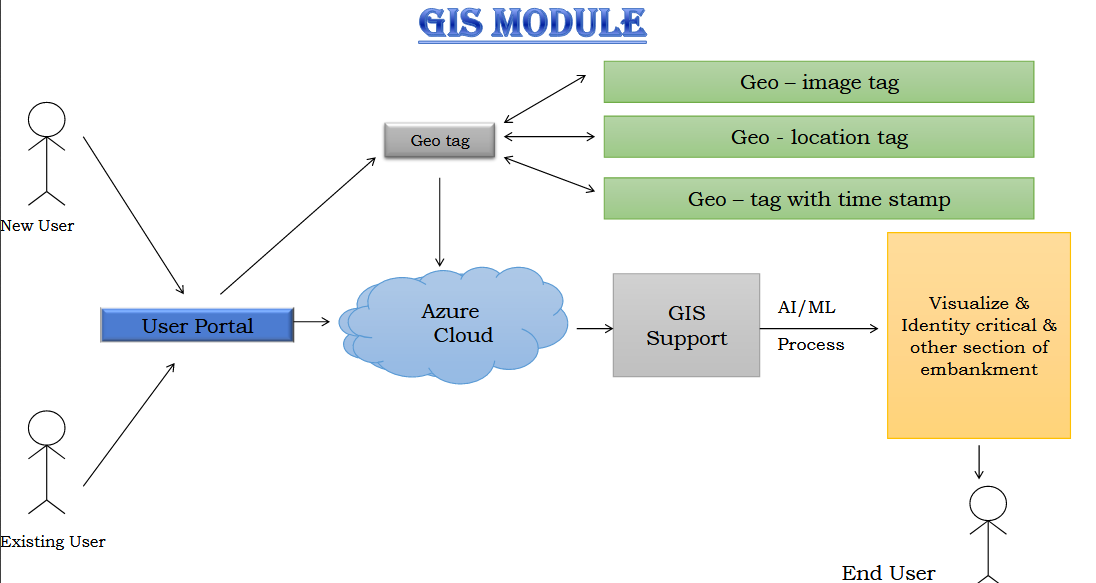 GIS MODULE
Geo – image tag
Geo tag
Geo - location tag
Geo – tag with time stamp
New User
User Portal
Azure
Cloud
GIS
Support
AI/ML
Process
Visualize &
Identity critical &
other section of
embankment
Existing User
End User